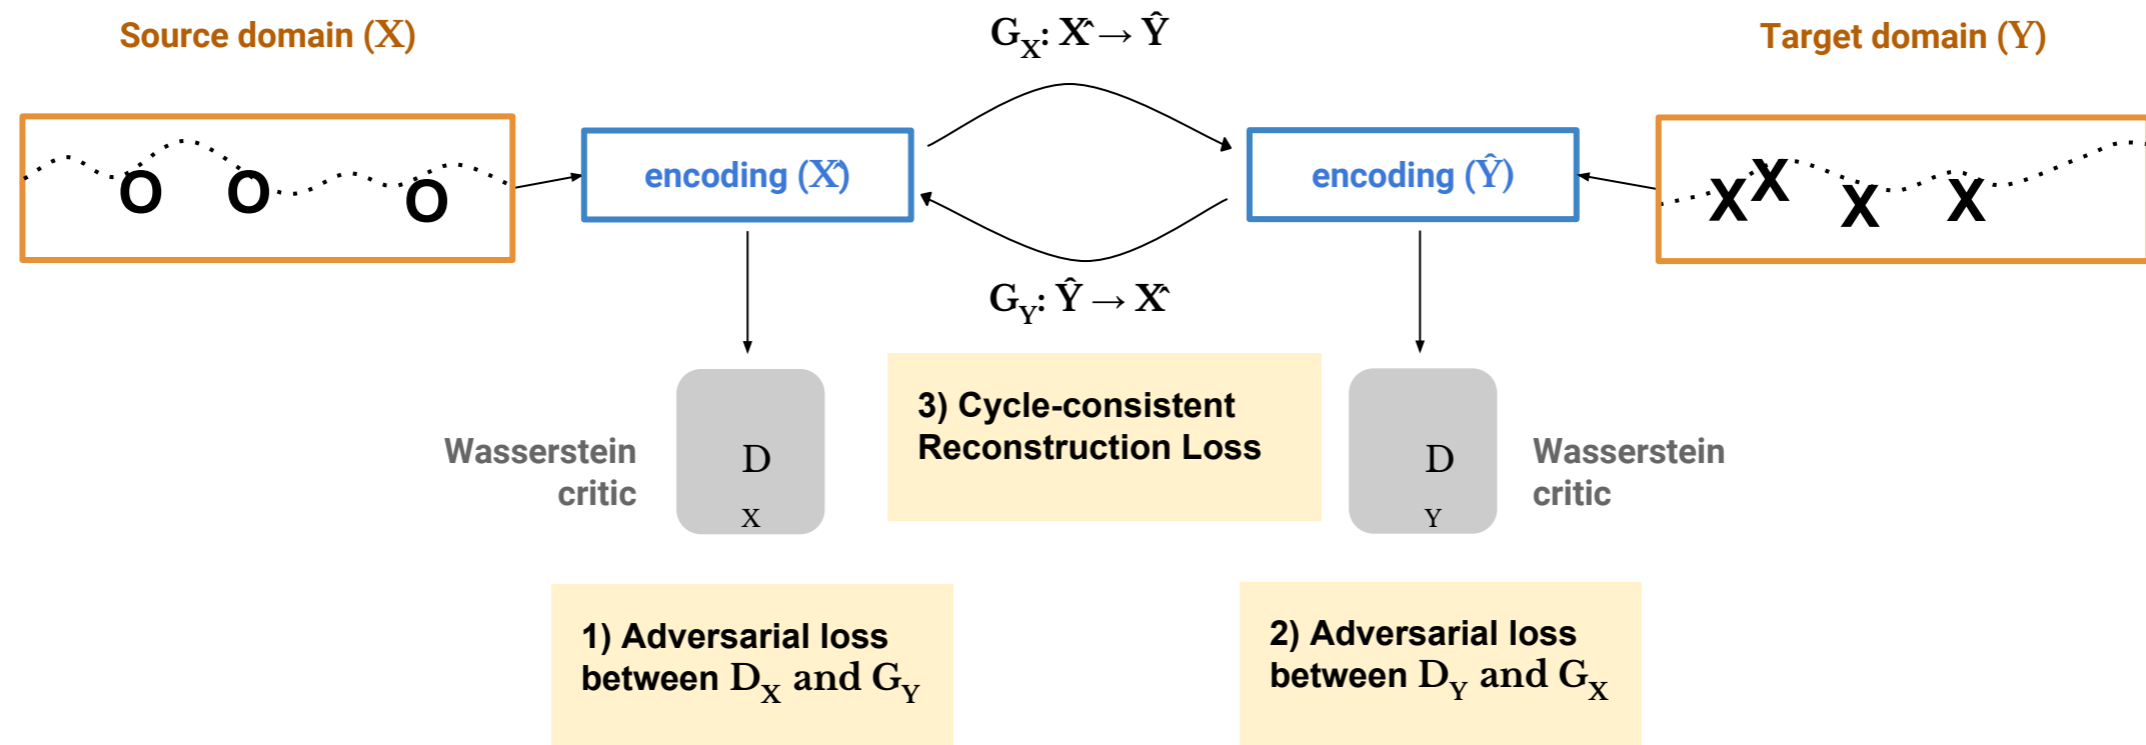 Source domain (X)
G_X: X̂ → Ŷ
Target domain (Y)
O O O
encoding (X̂)
encoding (Ŷ)
X X X X
G_Y: Ŷ → X̂
Wasserstein
critic
D
X
3) Cycle-consistent
Reconstruction Loss
D
Y
Wasserstein
critic
1) Adversarial loss
between D_X and G_Y
2) Adversarial loss
between D_Y and G_X